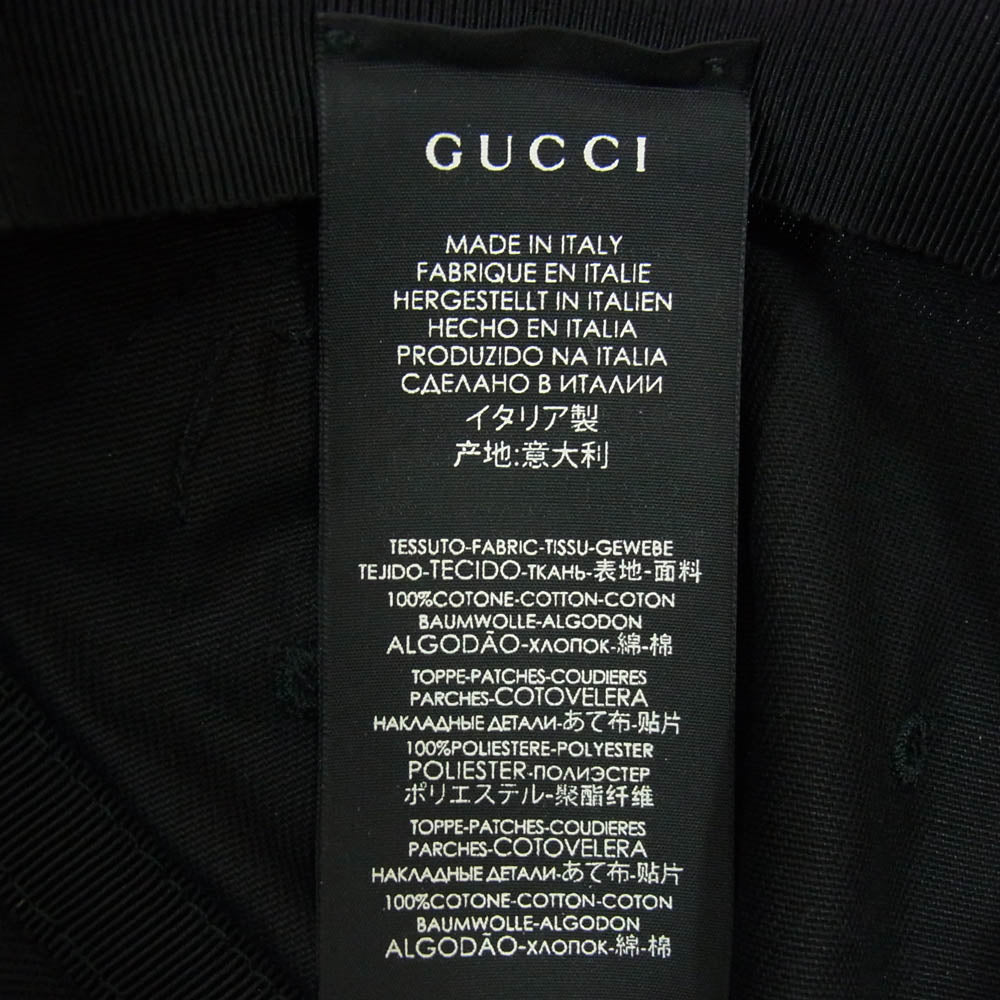 GUCCI
MADE IN ITALY
FABRIQUE EN ITALIE
HERGESTELLT IN ITALIEN
HECHO EN ITALIA
PRODUZIDO NA ITALIA
СДЕЛАНО В ИТАЛИИ
イタリア製
产地:意大利
TESSUTO-FABRIC-TISSU-GEWEBE
TEJIDO-TECIDO-ТКАНЬ-表地-面料
100%COTONE-COTTON-COTON
BAUMWOLLE-ALGODON
ALGODÃO-ХЛОПОК-綿-棉
TOPPE-PATCHES-COUDIERES
PARCHES-COTOVELERA
НАКЛАДНЫЕ ДЕТАЛИ-あて布-贴片
100%POLIESTERE-POLYESTER
POLIESTER-ПОЛИЭСТЕР
ポリエステル-聚酯纤维
TOPPE-PATCHES-COUDIERES
PARCHES-COTOVELERA
НАКЛАДНЫЕ ДЕТАЛИ-あて布-贴片
100%COTONE-COTTON-COTON
BAUMWOLLE-ALGODON
ALGODÃO-ХЛОПОК-綿-棉